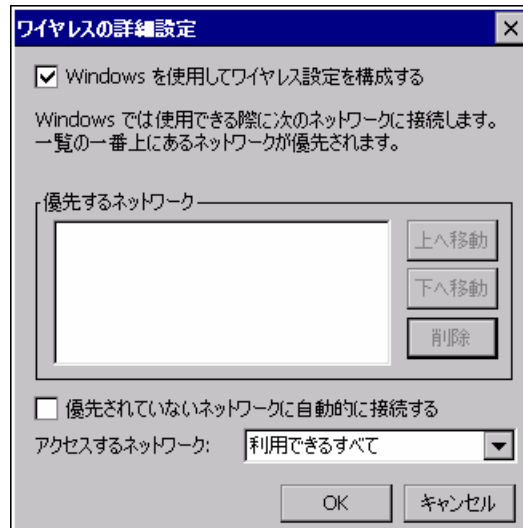 ワイヤレスの詳細設定
Windows を使用してワイヤレス設定を構成する
Windows では使用できる際に次のネットワークに接続します。
一覧の一番上にあるネットワークが優先されます。
優先するネットワーク
上へ移動
下へ移動
削除
優先されていないネットワークに自動的に接続する
アクセスするネットワーク: 利用できるすべて
OK キャンセル